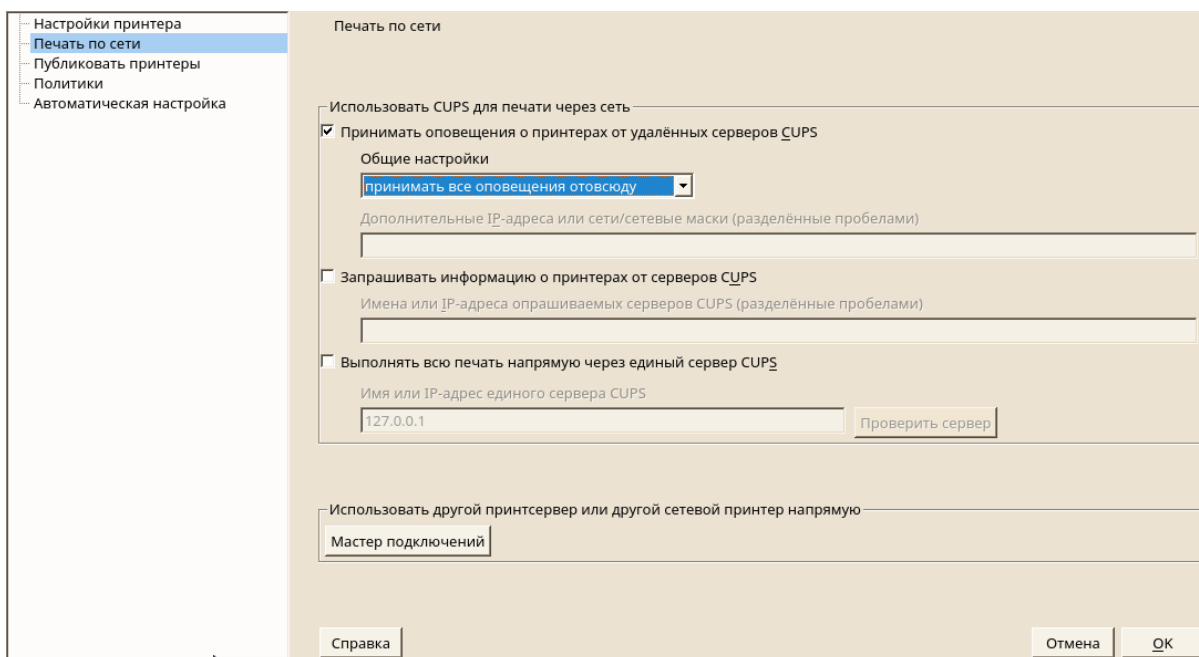 Настройки принтера
Печать по сети
Публиковать принтеры
Политики
Автоматическая настройка
Печать по сети
Использовать CUPS для печати через сеть
Принимать оповещения о принтерах от удалённых серверов CUPS
Общие настройки
принимать все оповещения отовсюду
Дополнительные IP-адреса или сети/сетевые маски (разделённые пробелами)
Запрашивать информацию о принтерах от серверов CUPS
Имена или IP-адреса опрашиваемых серверов CUPS (разделённые пробелами)
Выполнять всю печать напрямую через единый сервер CUPS
Имя или IP-адрес единого сервера CUPS
127.0.0.1 Проверить сервер
Использовать другой принтсервер или другой сетевой принтер напрямую
Мастер подключений
Справка Отмена OK